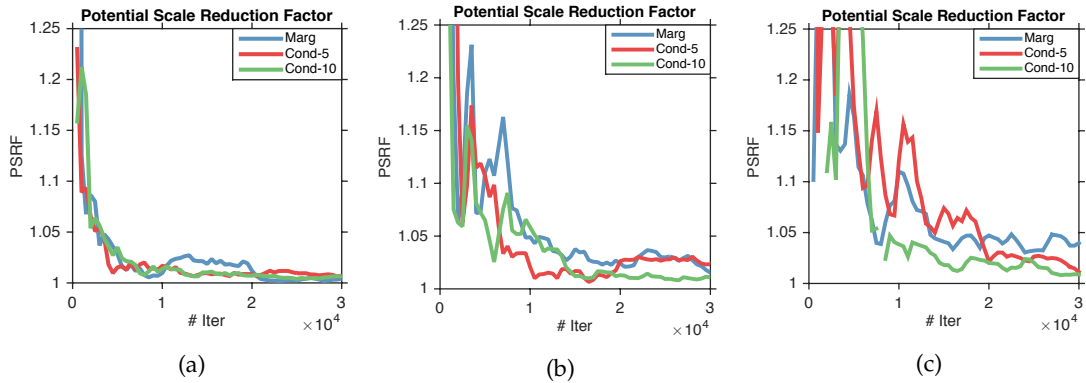 Potential Scale Reduction Factor
1.25
1.2
1.15
1.1
1.05
1
PSRF
Marg
Cond-5
Cond-10
0
1
2
3
# Iter
×10^4
(a)
Potential Scale Reduction Factor
1.25
1.2
1.15
1.1
1.05
1
PSRF
Marg
Cond-5
Cond-10
0
1
2
3
# Iter
×10^4
(b)
Potential Scale Reduction Factor
1.25
1.2
1.15
1.1
1.05
1
PSRF
Marg
Cond-5
Cond-10
0
1
2
3
# Iter
×10^4
(c)